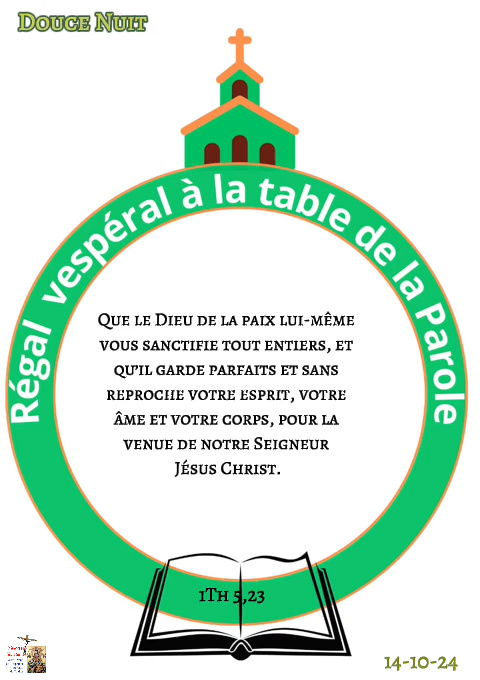 Douce Nuit
Régal vespéral à la table de la Parole
Que le Dieu de la paix lui-même
vous sanctifie tout entiers, et
qu'il garde parfaits et sans
reproche votre esprit, votre
âme et votre corps, pour la
venue de notre Seigneur
Jésus Christ.
1Th 5,23
14-10-24